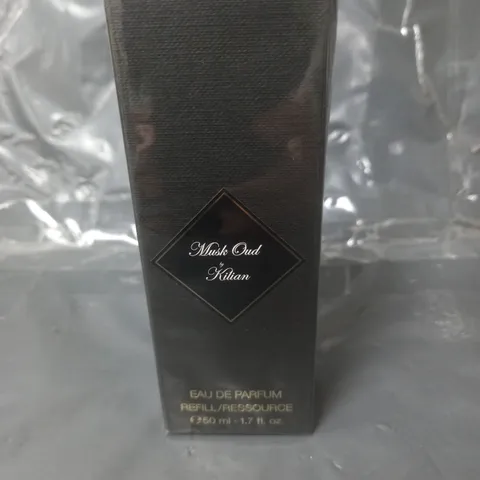 Musk Oud
by
Kilian
EAU DE PARFUM
REFILL/RESSOURCE
℮50 ml - 1.7 fl. oz.